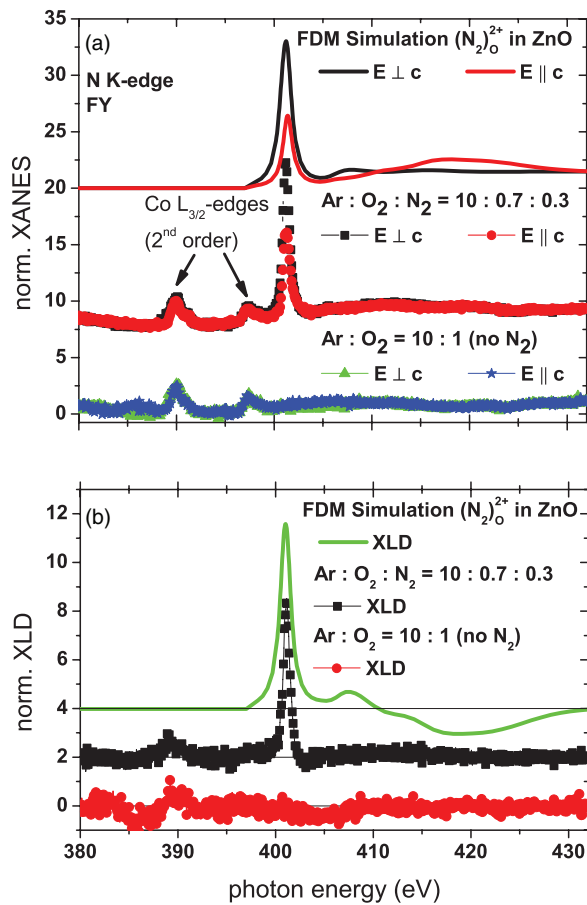 (a)
FDM Simulation (N₂)ₒ²⁺ in ZnO
E ⊥ c
E || c
N K-edge
FY
Co L₃/₂-edges
(2ⁿᵈ order)
Ar : O₂ : N₂ = 10 : 0.7 : 0.3
E ⊥ c
E || c
Ar : O₂ = 10 : 1 (no N₂)
E ⊥ c
E || c
norm. XANES
35
30
25
20
15
10
5
0
(b)
FDM Simulation (N₂)ₒ²⁺ in ZnO
XLD
Ar : O₂ : N₂ = 10 : 0.7 : 0.3
XLD
Ar : O₂ = 10 : 1 (no N₂)
XLD
norm. XLD
12
10
8
6
4
2
0
380 390 400 410 420 430
photon energy (eV)